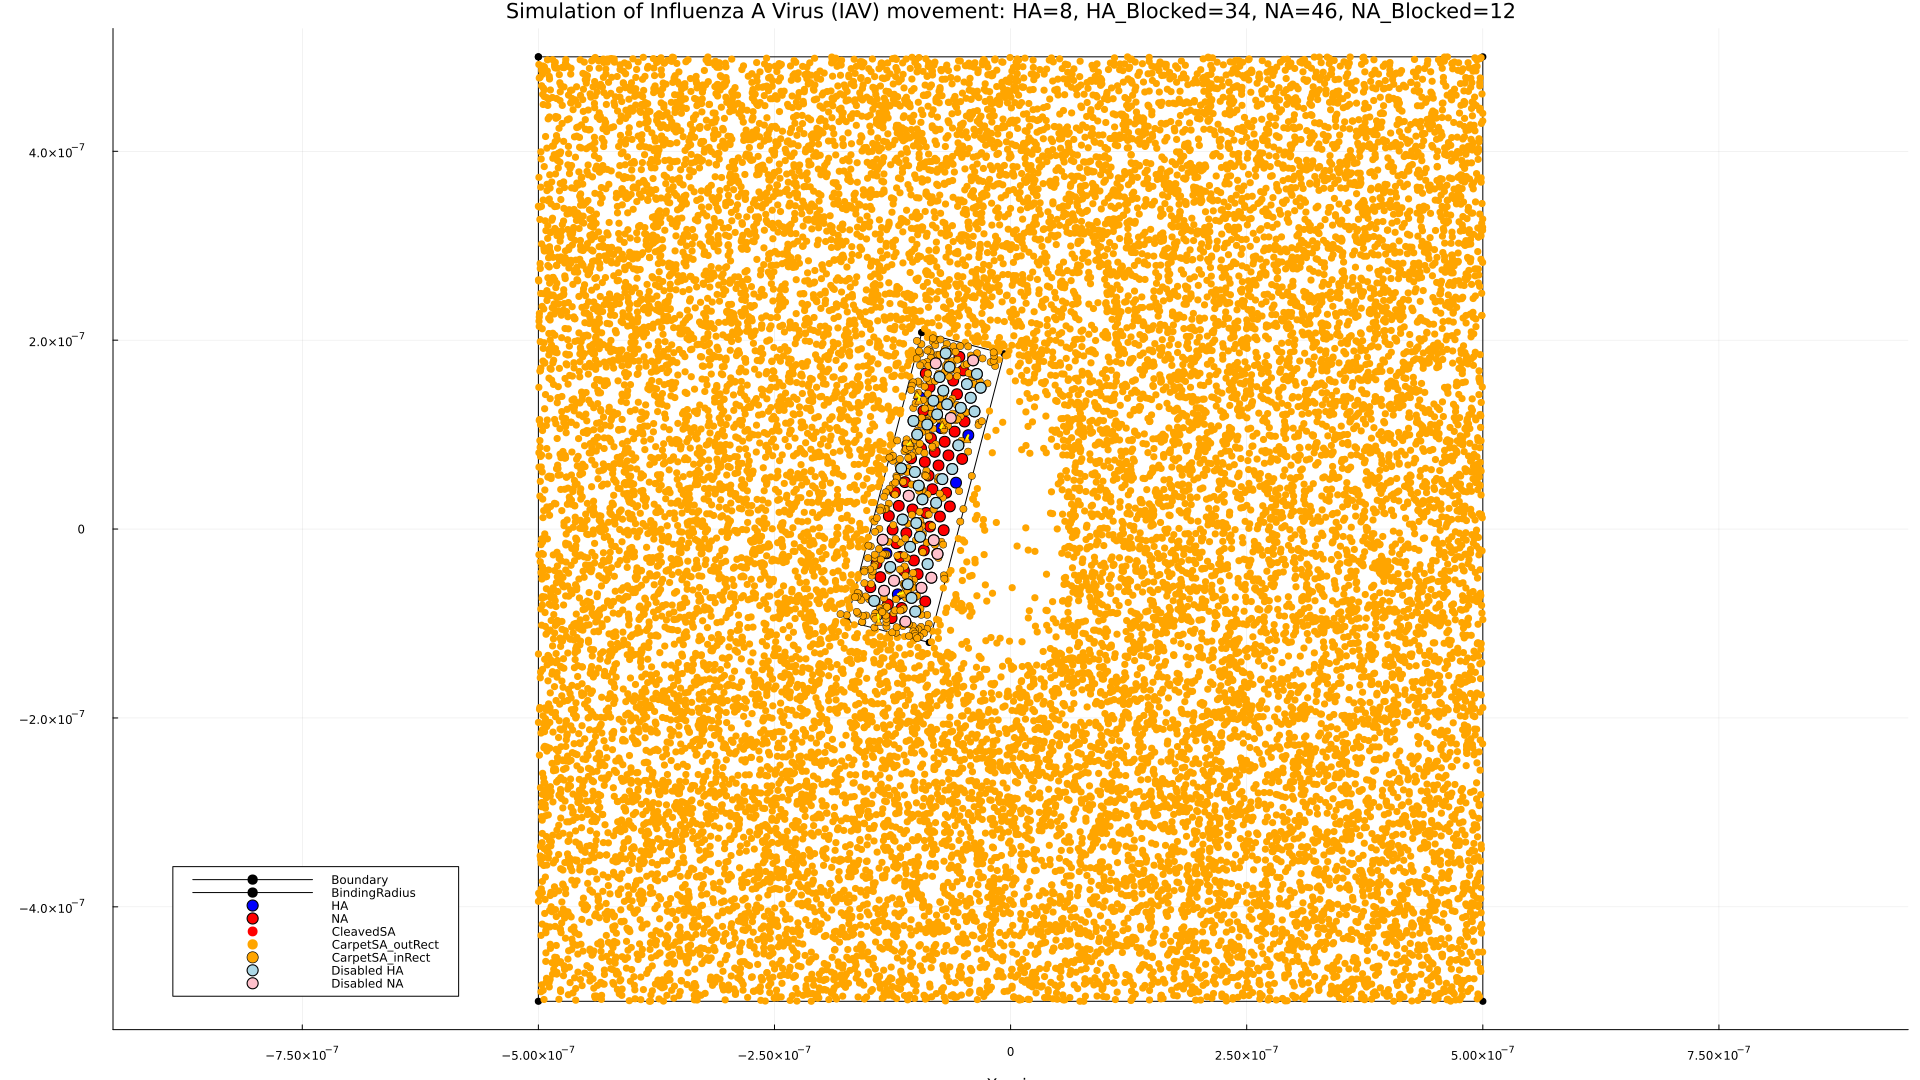 Simulation of Influenza A Virus (IAV) movement: HA=8, HA_Blocked=34, NA=46, NA_Blocked=12
4.0×10⁻⁷
2.0×10⁻⁷
0
−2.0×10⁻⁷
−4.0×10⁻⁷
Boundary
BindingRadius
HA
NA
CleavedSA
CarpetSA_outRect
CarpetSA_inRect
Disabled HA
Disabled NA
−7.50×10⁻⁷ −5.00×10⁻⁷ −2.50×10⁻⁷ 0 2.50×10⁻⁷ 5.00×10⁻⁷ 7.50×10⁻⁷